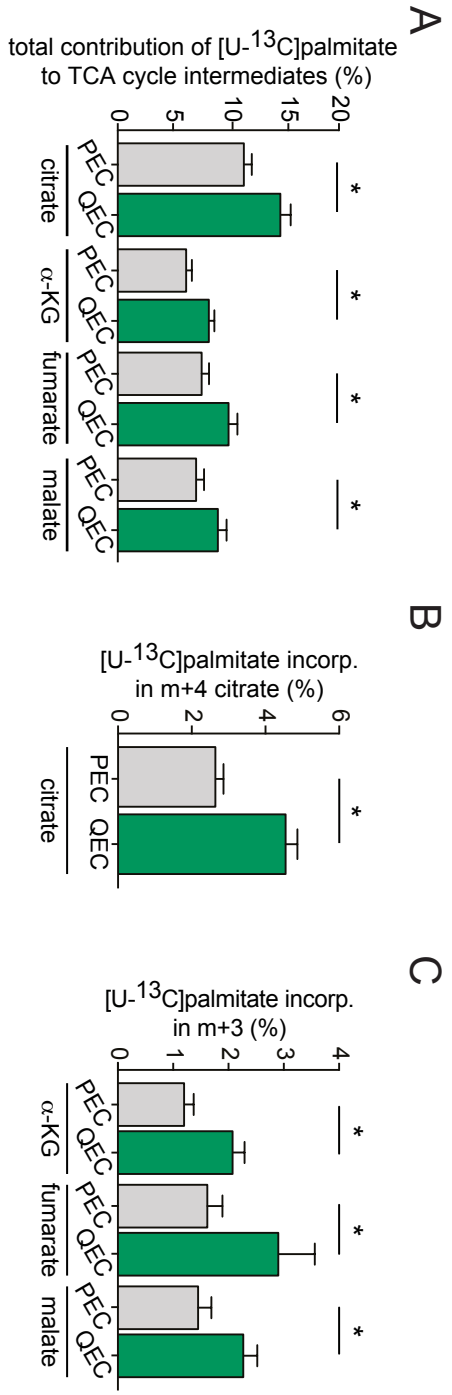 A
total contribution of [U-13C]palmitate
to TCA cycle intermediates (%)
20
15
10
5
0
* * * *
PEC QEC PEC QEC PEC QEC PEC QEC
citrate α-KG fumarate malate
B
[U-13C]palmitate incorp.
in m+4 citrate (%)
6
4
2
0
*
PEC QEC
citrate
C
[U-13C]palmitate incorp.
in m+3 (%)
4
3
2
1
0
* * *
PEC QEC PEC QEC PEC QEC
α-KG fumarate malate